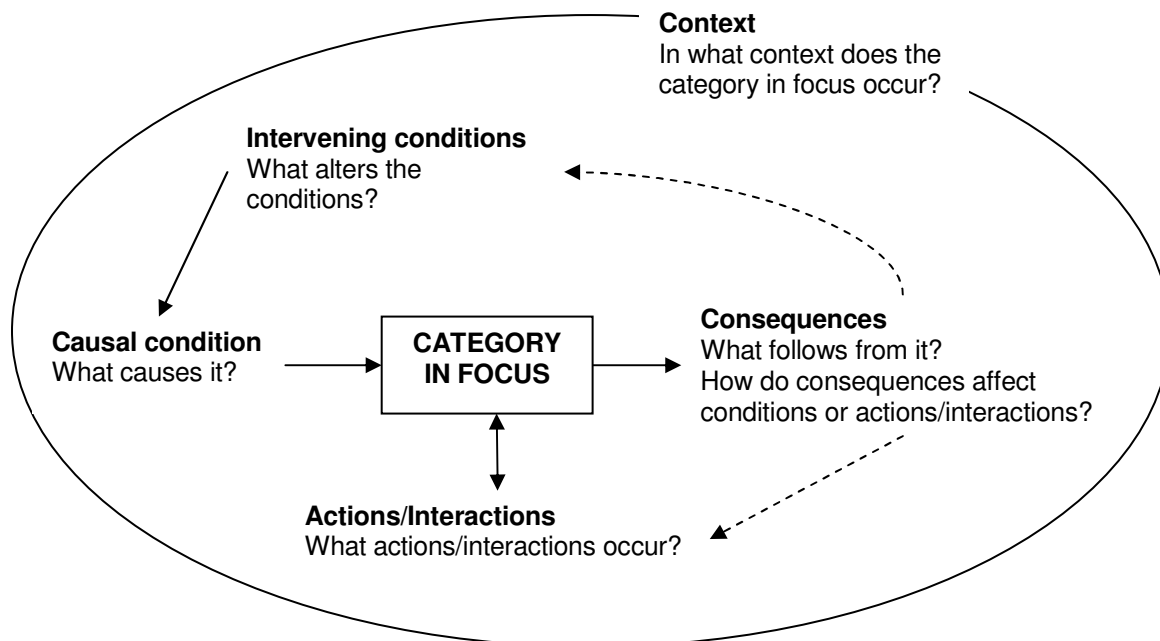 Context
In what context does the
category in focus occur?
Intervening conditions
What alters the
conditions?
Causal condition
What causes it?
CATEGORY
IN FOCUS
Consequences
What follows from it?
How do consequences affect
conditions or actions/interactions?
Actions/Interactions
What actions/interactions occur?